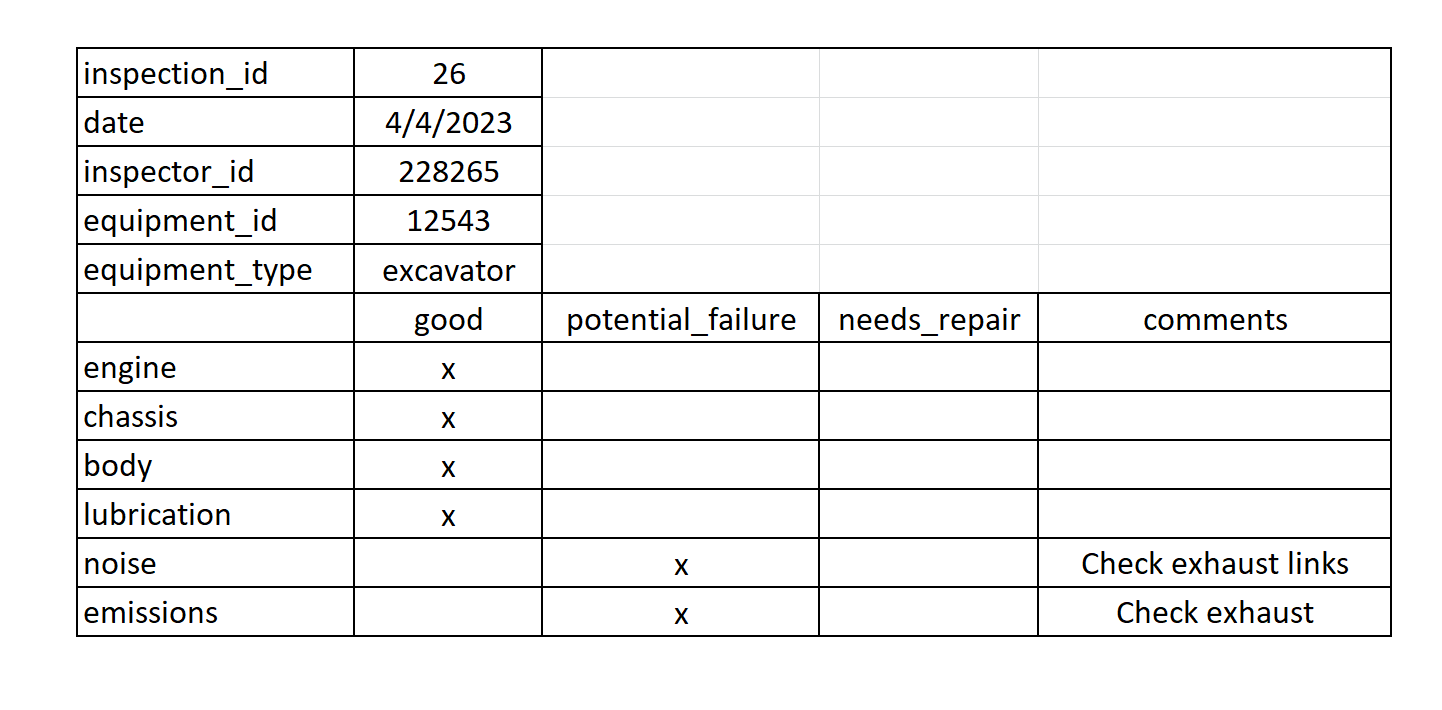 inspection_id 26
date 4/4/2023
inspector_id 228265
equipment_id 12543
equipment_type excavator
good potential_failure needs_repair comments
engine x
chassis x
body x
lubrication x
noise x Check exhaust links
emissions x Check exhaust